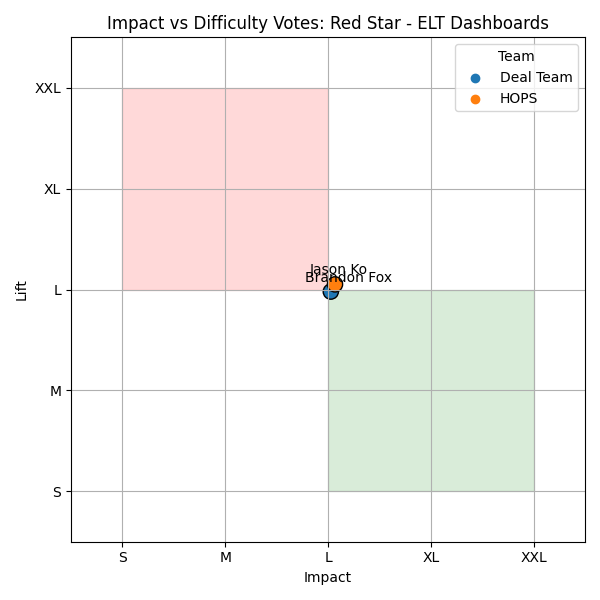 Impact vs Difficulty Votes: Red Star - ELT Dashboards
Team
Deal Team
HOPS
XXL
XL
L
M
S
Lift
Jason Ko
Brandon Fox
S
M
L
XL
XXL
Impact